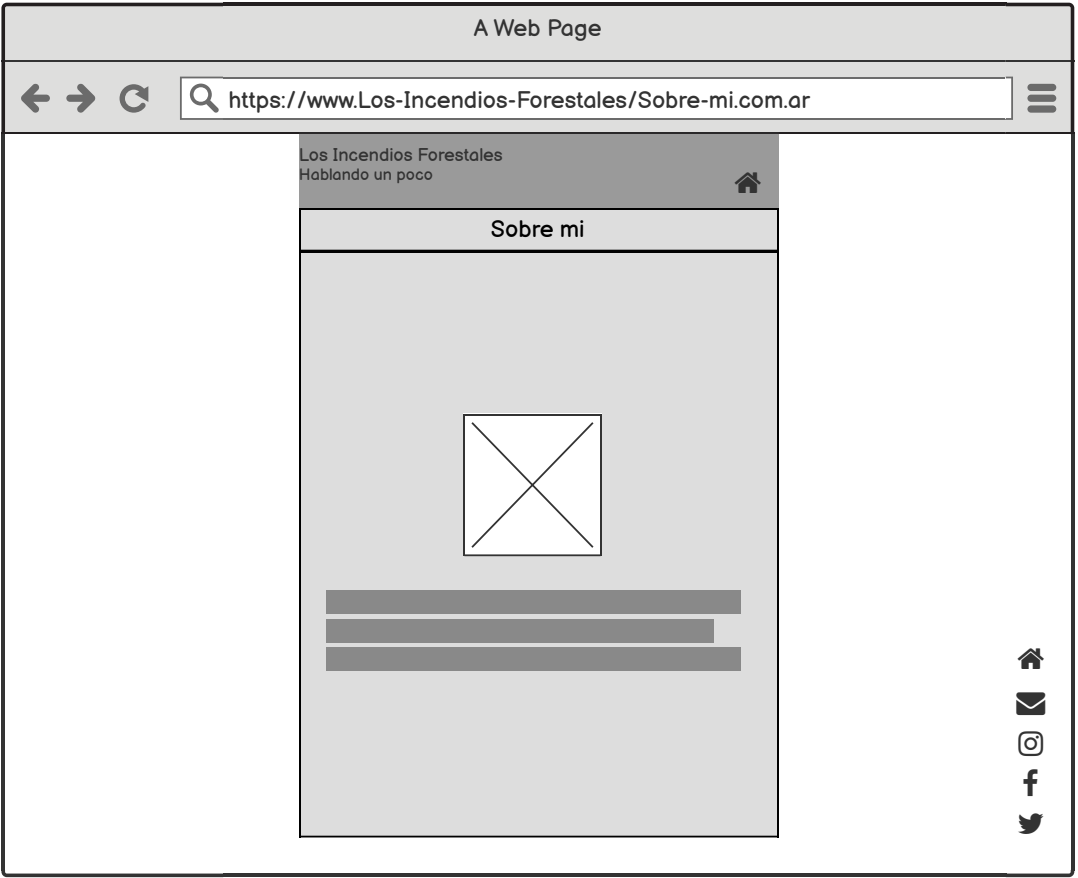 A Web Page
https://www.Los-Incendios-Forestales/Sobre-mi.com.ar
Los Incendios Forestales
Hablando un poco
Sobre mi